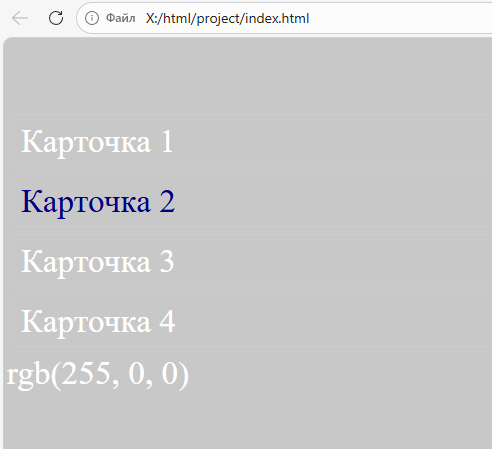 Файл X:/html/project/index.html
Карточка 1
Карточка 2
Карточка 3
Карточка 4
rgb(255, 0, 0)